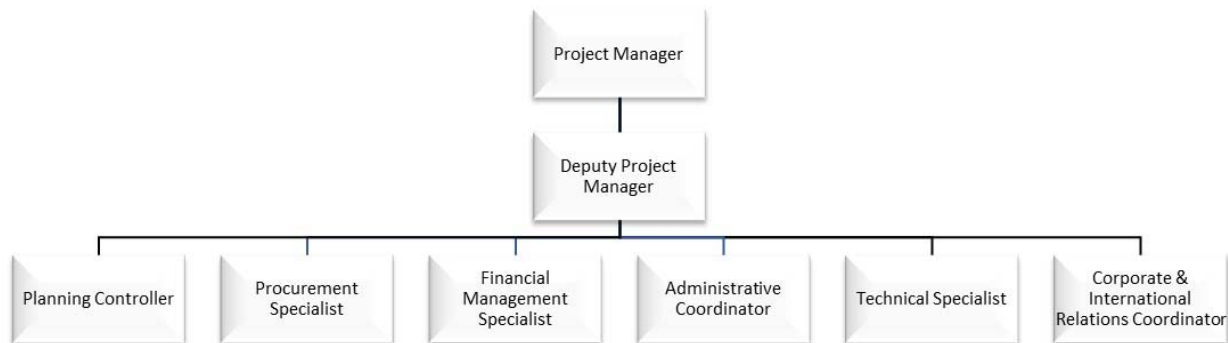 Project Manager
Deputy Project
Manager
Planning Controller
Procurement
Specialist
Financial
Management
Specialist
Administrative
Coordinator
Technical Specialist
Corporate &
International
Relations Coordinator